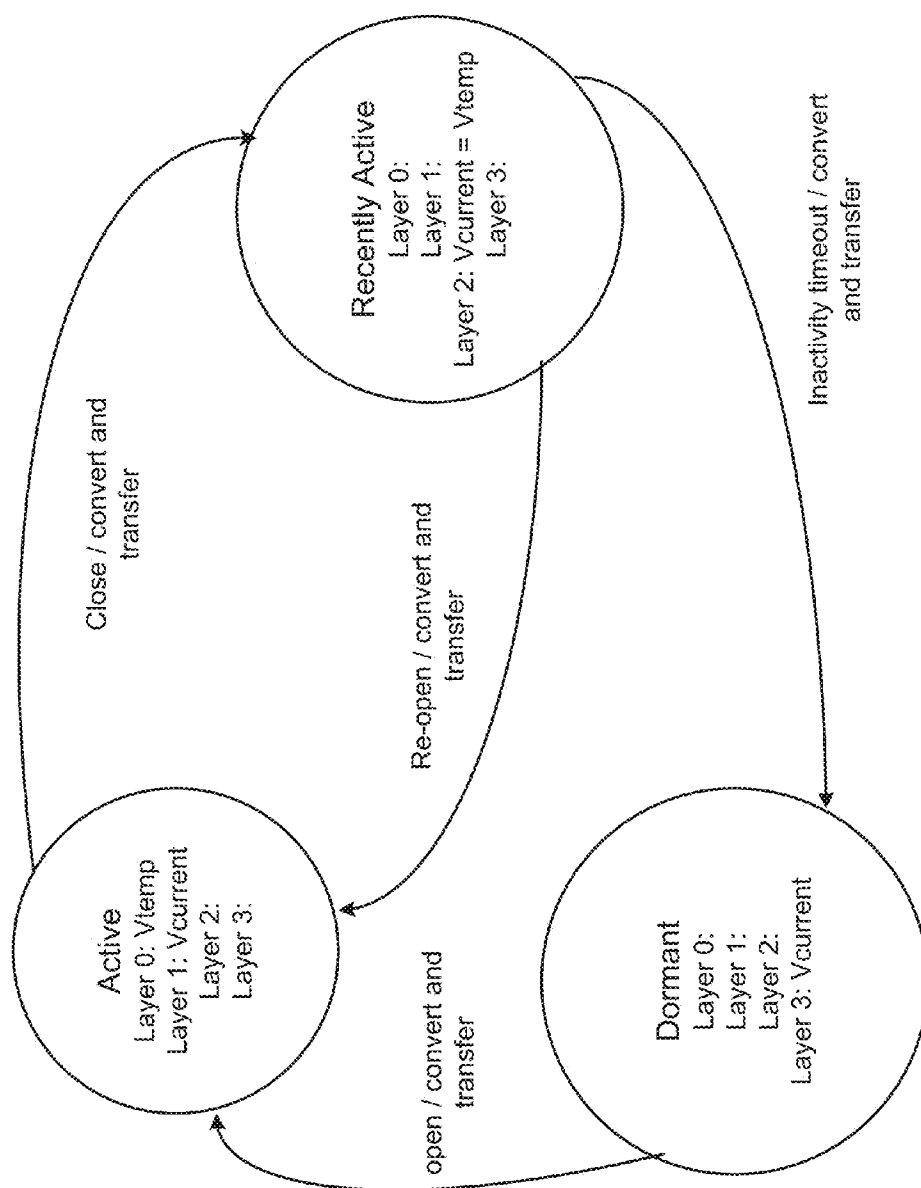 Active
Layer 0: Vtemp
Layer 1: Vcurrent
Layer 2:
Layer 3:
Close / convert and
transfer
Recently Active
Layer 0:
Layer 1:
Layer 2: Vcurrent = Vtemp
Layer 3:
Re-open / convert and
transfer
open / convert and
transfer
Dormant
Layer 0:
Layer 1:
Layer 2:
Layer 3: Vcurrent
Inactivity timeout / convert
and transfer